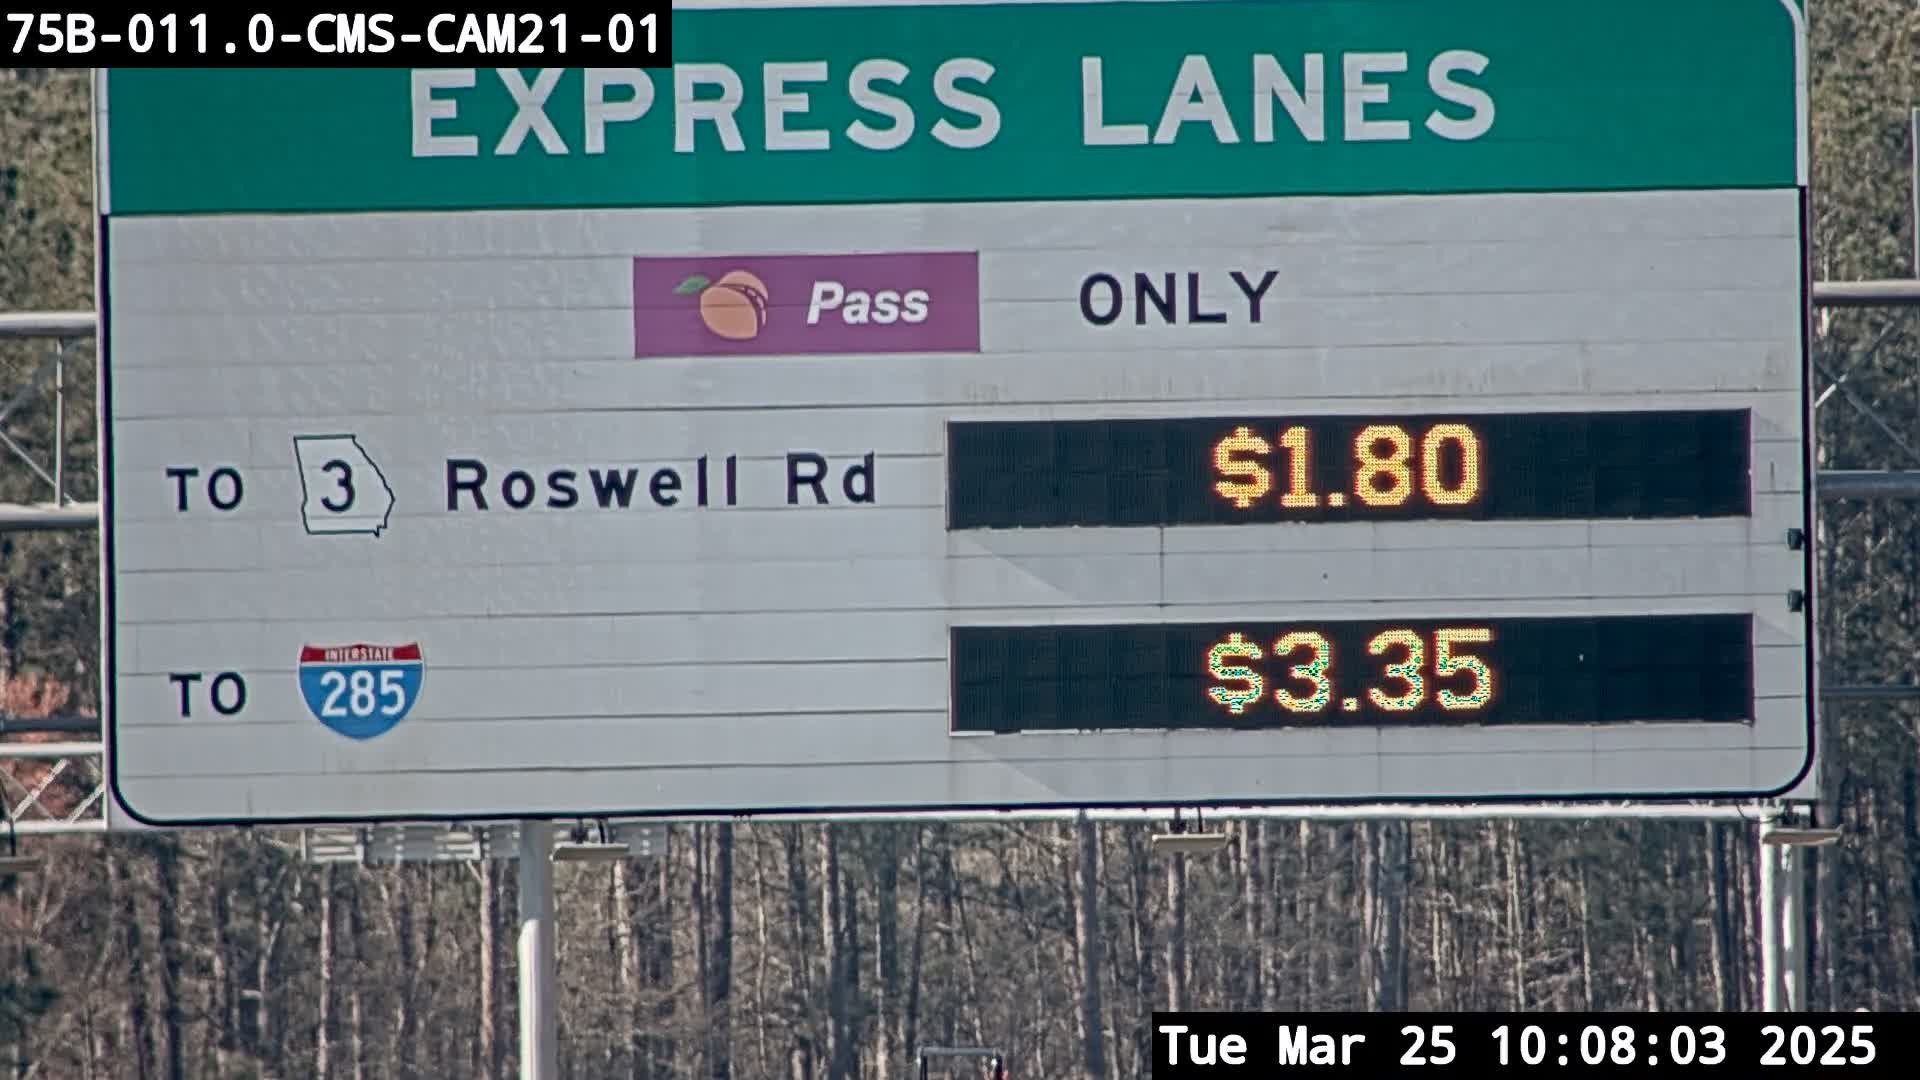 75B-011.0-CMS-CAM21-01
EXPRESS LANES
Pass ONLY
TO 3 Roswell Rd $1.80
INTERSTATE
TO 285 $3.35
Tue Mar 25 10:08:03 2025